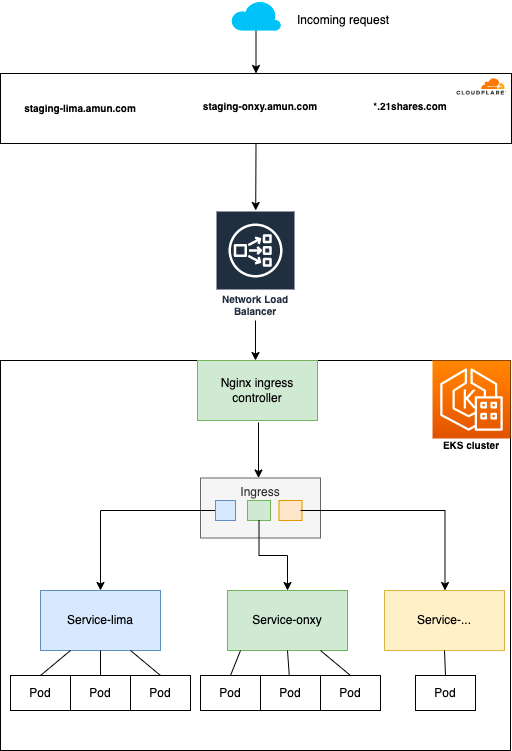 Incoming request
CLOUDFLARE
staging-lima.amun.com
staging-onxy.amun.com
*.21shares.com
Network Load
Balancer
Nginx ingress
controller
EKS cluster
Ingress
Service-lima
Service-onxy
Service-...
Pod
Pod
Pod
Pod
Pod
Pod
Pod